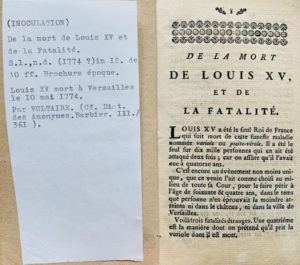 (INOCULATION)
De la mort de Louis XV et
de la Fatalité.
S.l.,n.d. (1774 ?)in 12. de
10 ff. Brochure époque.
Louis XV mort à Versailles
le 10 mai 1774.
Par VOLTAIRE. (Cf. Dict.
des Anonymes,Barbier. III./
361 ).
DE LA MORT
DE LOUIS XV,
ET DE
LA FATALITÉ.
LOUIS XV a été le seul Roi de France
qui soit mort de cette funeste maladie
nommée variole ou petite-vérole. Il a été le
seul sur dix mille personnes qui en ait été
attaqué deux fois; car on assure qu'il l'avait
eue à quatorze ans.
C'est encore un événement non moins uni-
que, que ce venin l'ait comme choisi au mi-
lieu de toute sa Cour, pour le faire périr à
l'âge de soixante & quatre ans, dans le tems
que personne n'en éprouvait la moindre at-
teinte ni dans le château, ni dans la ville de
Versailles.
Voilà trois fatalités étranges. Une quatrième
est la manière dont on prétend qu'il prit la
variole dont il est mort.